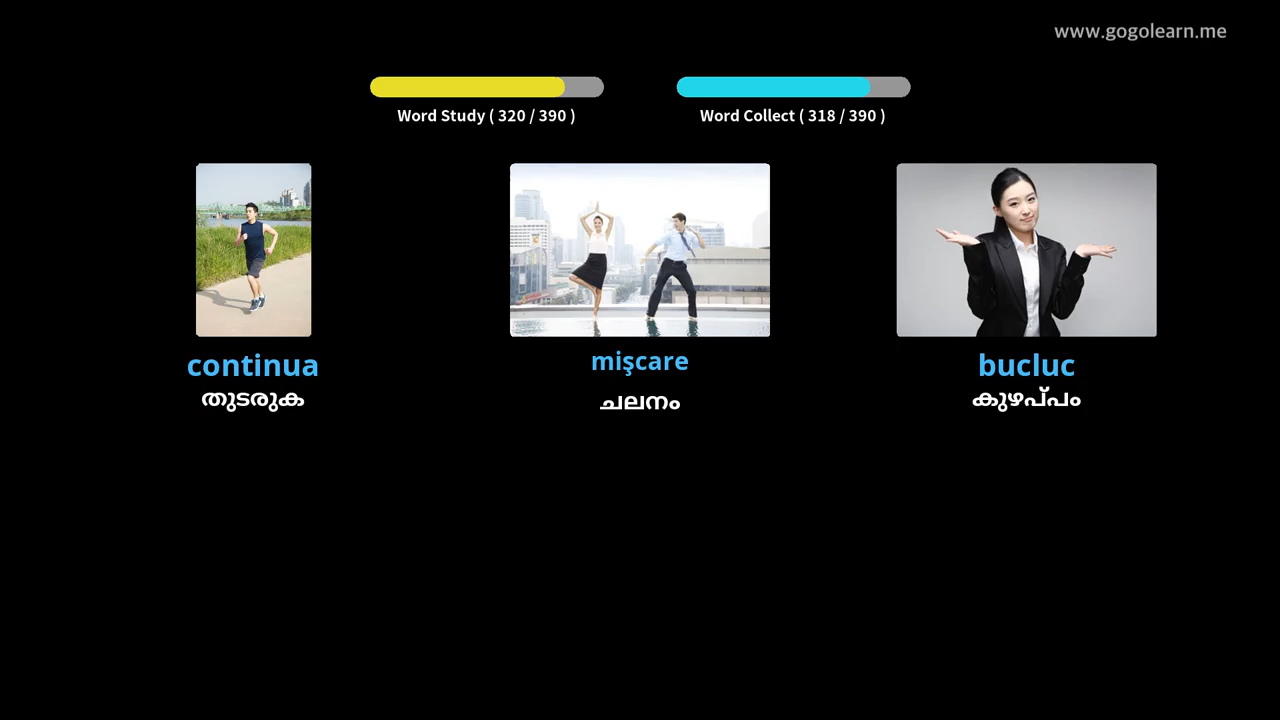 www.gogolearn.me
Word Study ( 320 / 390 )
Word Collect ( 318 / 390 )
continua
mişcare
bucluc
തുടരുക
ചലനം
കുഴപ്പം